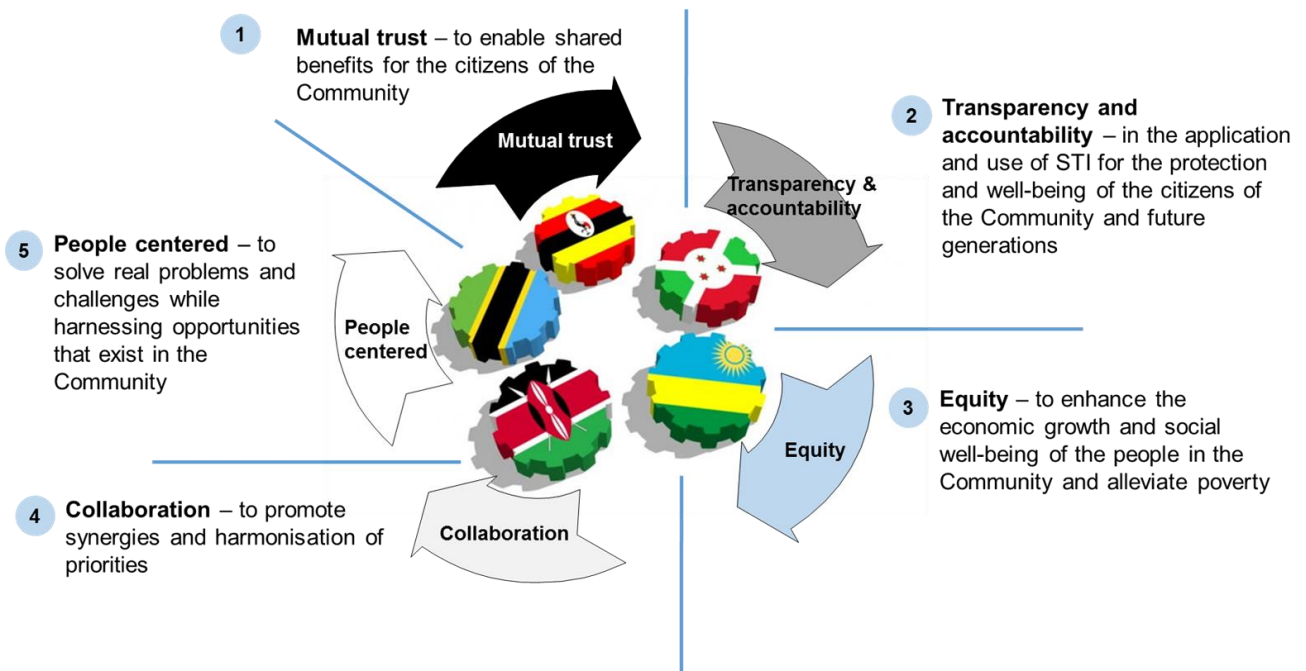 1
Mutual trust – to enable shared
benefits for the citizens of the
Community
Mutual trust
2
Transparency and
accountability – in the application
and use of STI for the protection
and well-being of the citizens of
the Community and future
generations
Transparency &
accountability
3
Equity – to enhance the
economic growth and social
well-being of the people in the
Community and alleviate poverty
Equity
4
Collaboration – to promote
synergies and harmonisation of
priorities
Collaboration
5
People centered – to
solve real problems and
challenges while
harnessing opportunities
that exist in the
Community
People
centered